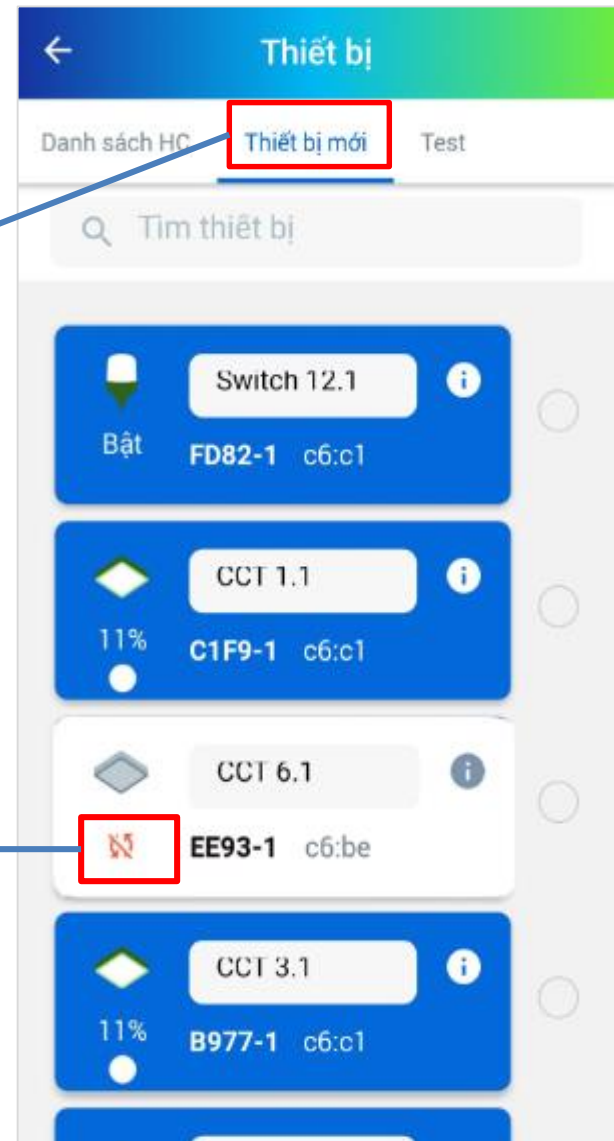 Thiết bị
Danh sách HC Thiết bị mới Test
Tìm thiết bị
Switch 12.1
Bật FD82-1 c6:c1
CCT 1.1
11% C1F9-1 c6:c1
CCT 6.1
EE93-1 c6:be
CCT 3.1
11% B977-1 c6:c1